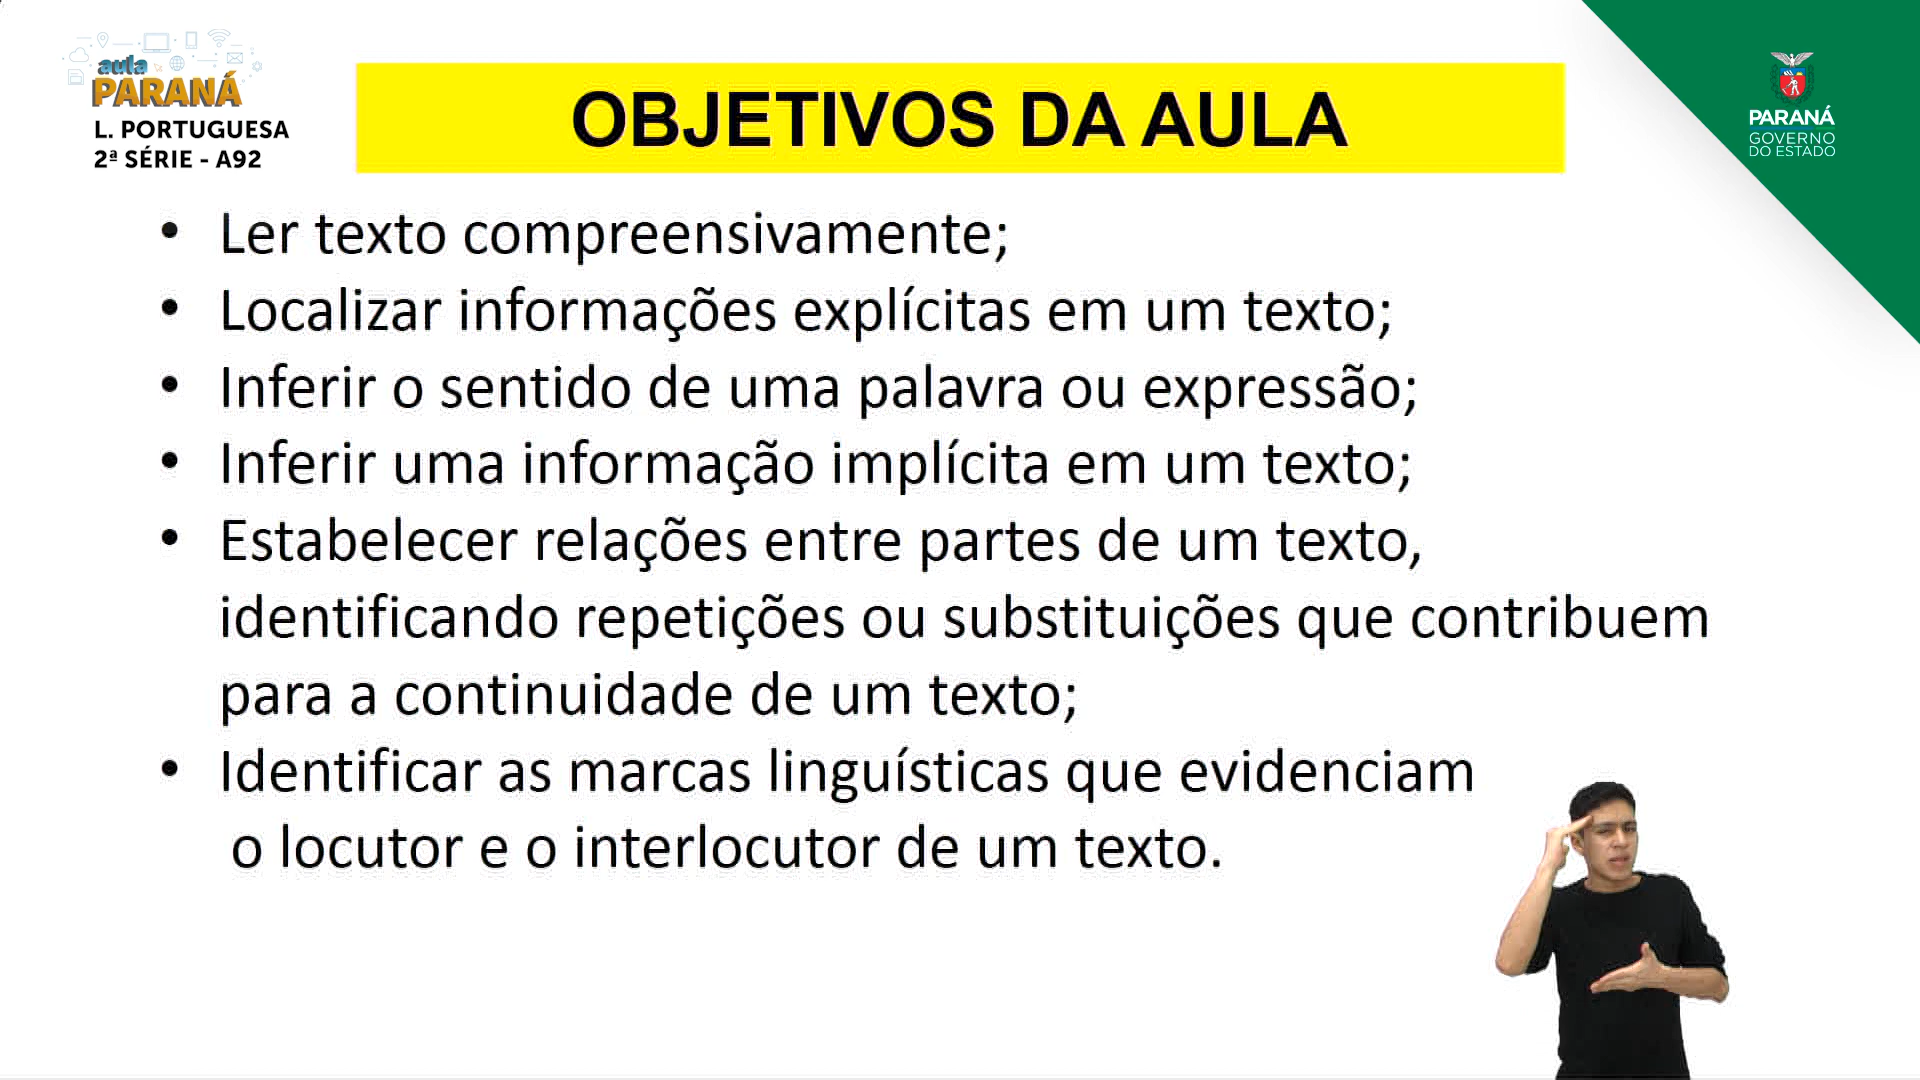 aula
PARANÁ
L. PORTUGUESA
2ª SÉRIE - A92
OBJETIVOS DA AULA
PARANÁ
GOVERNO
DO ESTADO
• Ler texto compreensivamente;
• Localizar informações explícitas em um texto;
• Inferir o sentido de uma palavra ou expressão;
• Inferir uma informação implícita em um texto;
• Estabelecer relações entre partes de um texto,
identificando repetições ou substituições que contribuem
para a continuidade de um texto;
• Identificar as marcas linguísticas que evidenciam
o locutor e o interlocutor de um texto.